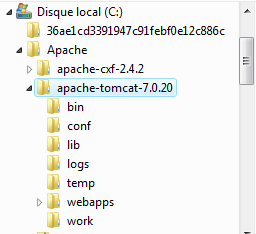 Disque local (C:)
36ae1cd3391947c91febf0e12c886c
Apache
apache-cxf-2.4.2
apache-tomcat-7.0.20
bin
conf
lib
logs
temp
webapps
work